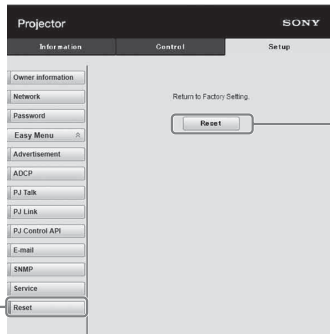 Projector
SONY
Information
Control
Setup
Owner information
Network
Password
Easy Menu
Advertisement
ADCP
PJ Talk
PJ Link
PJ Control API
E-mail
SNMP
Service
Reset
Return to Factory Setting.
Reset